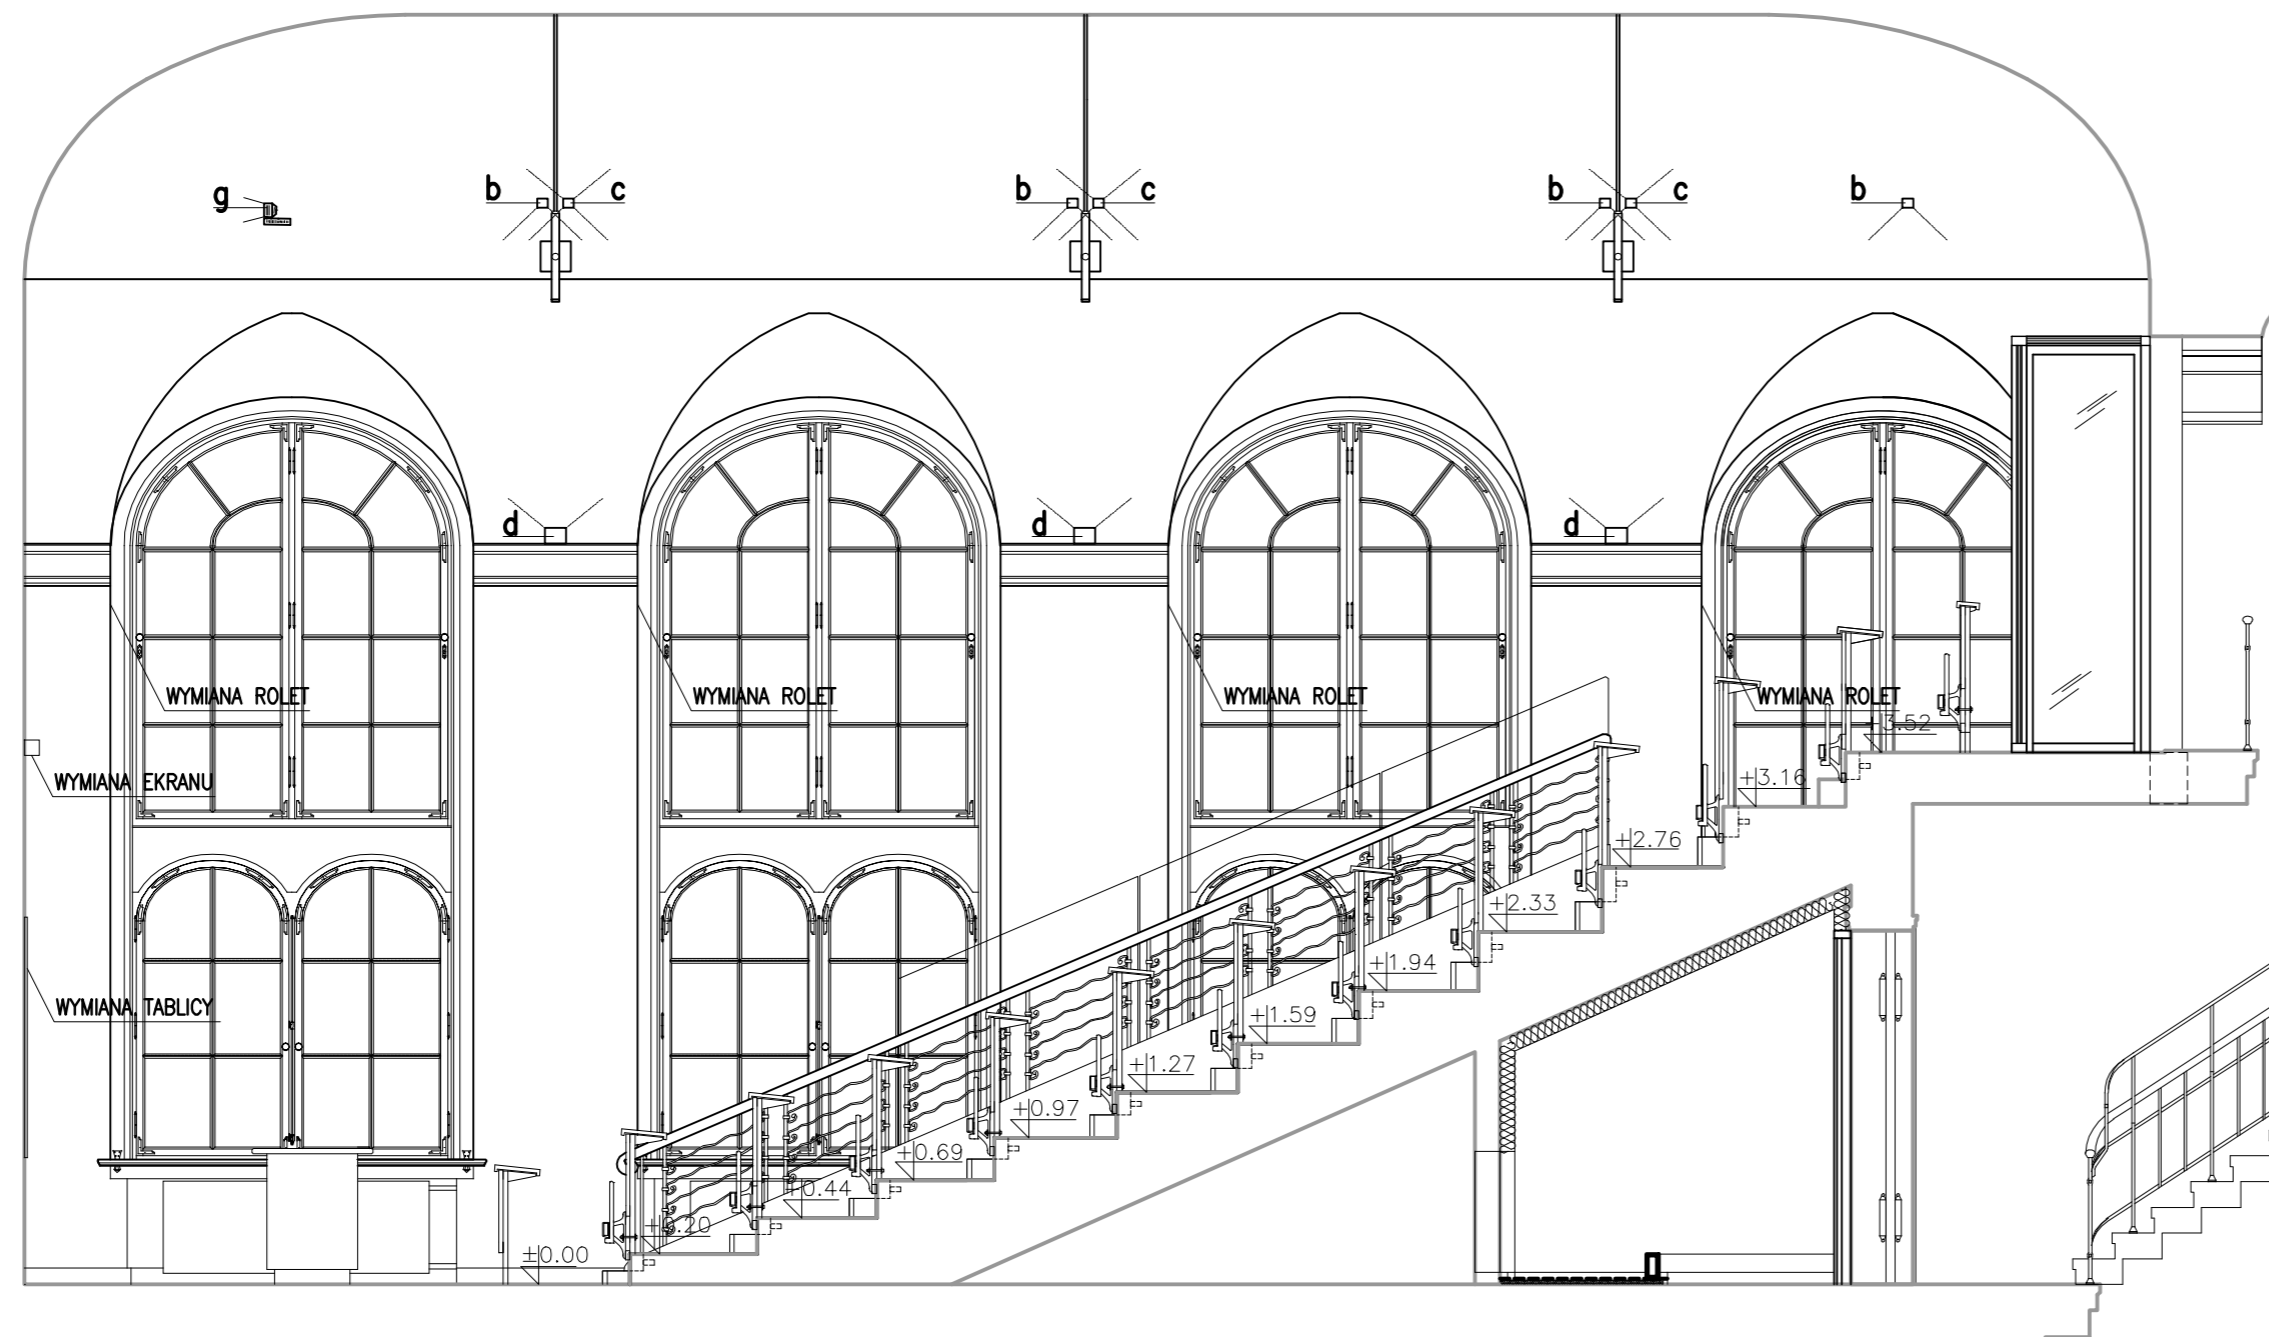 g
b c
b c
b c
b
d
d
d
WYMIANA ROLET
WYMIANA ROLET
WYMIANA ROLET
WYMIANA ROLET
+3.52
WYMIANA EKRANU
+3.16
+2.76
+2.33
+1.94
WYMIANA TABLICY
+1.59
+1.27
+0.97
+0.69
+0.44
+0.20
±0.00